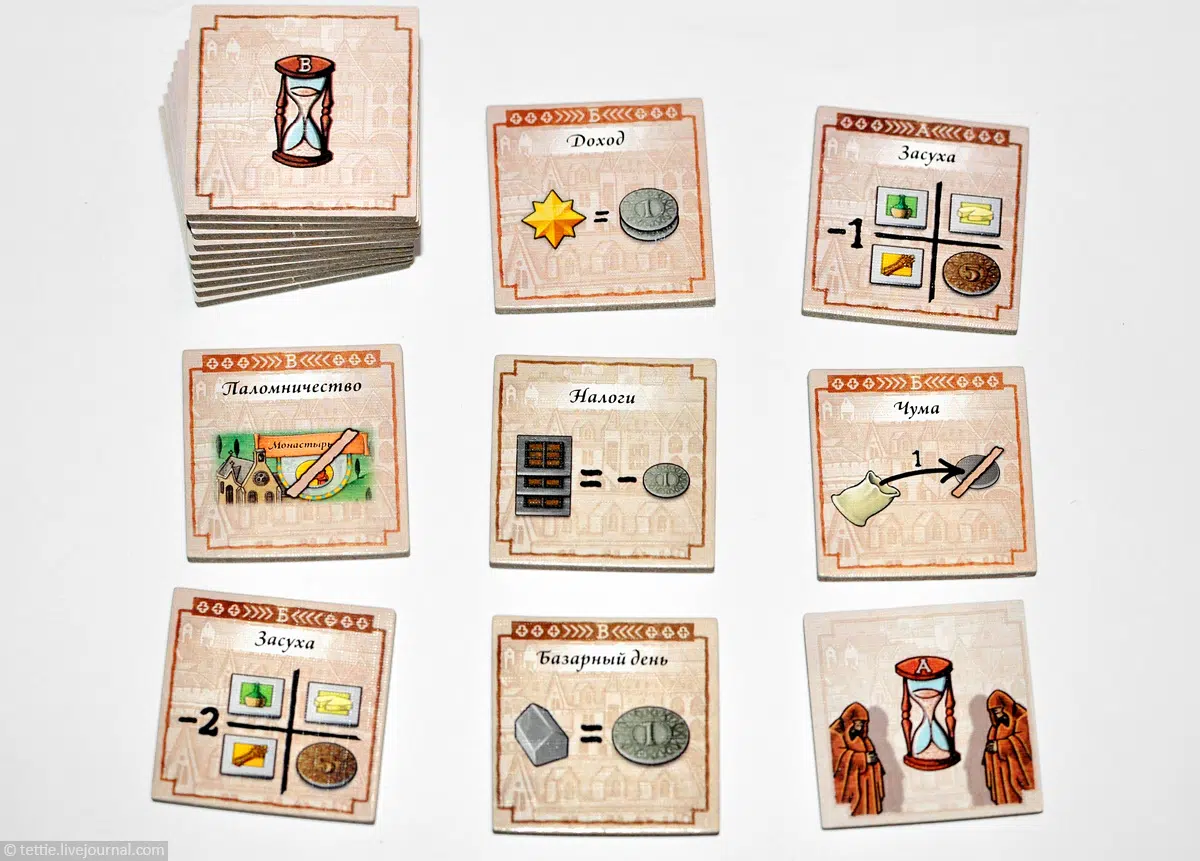 В
Б
Доход
= 1
А
Засуха
-1
5
В
Паломничество
Монастырь
Налоги
= - 1
Б
Чума
1
Б
Засуха
-2
5
В
Базарный день
= 1
А
© tettie.livejournal.com